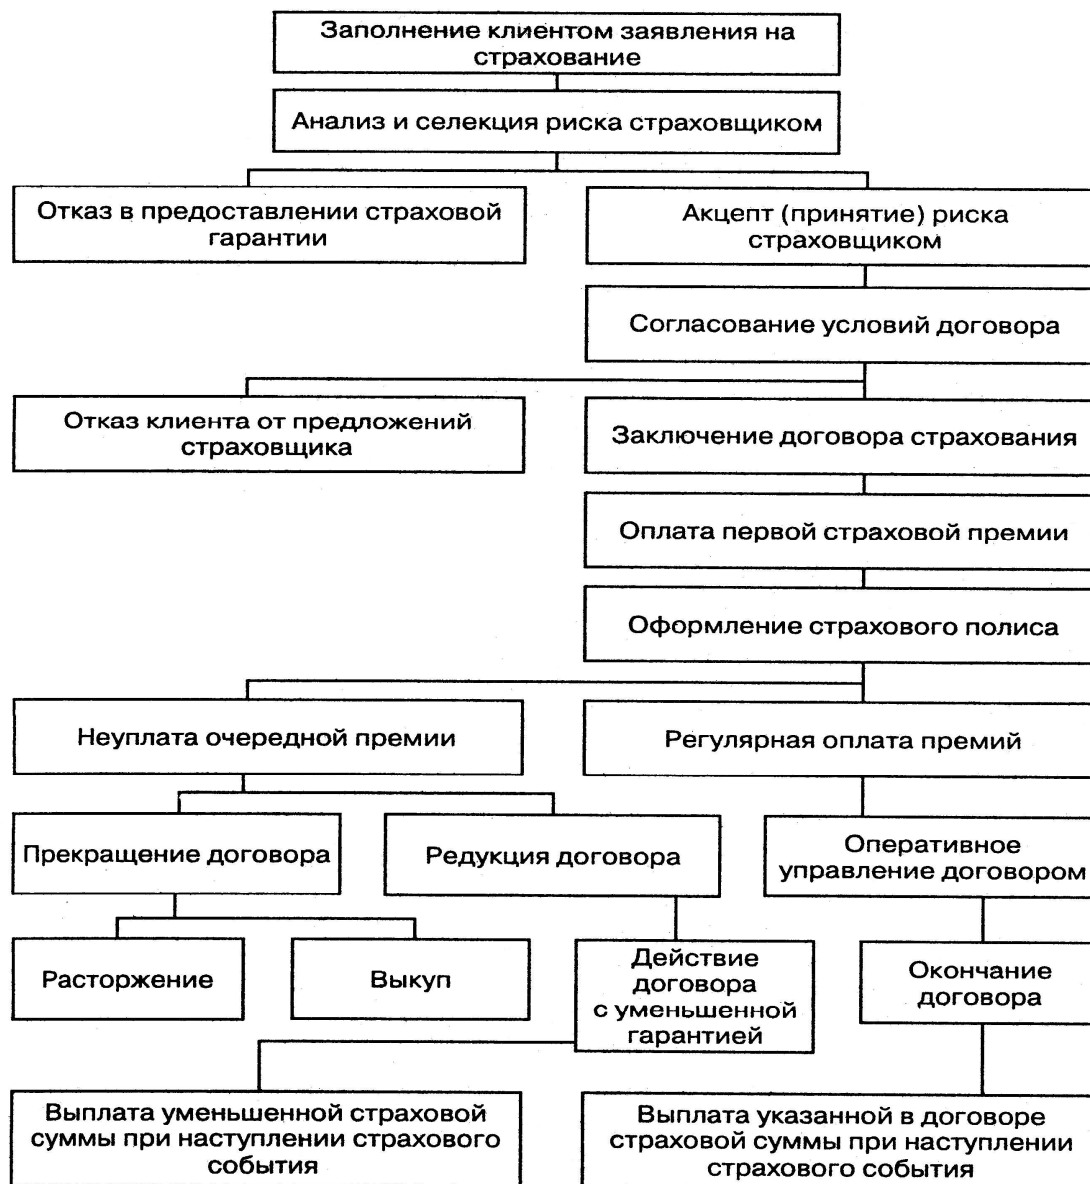 Заполнение клиентом заявления на
страхование
Анализ и селекция риска страховщиком
Отказ в предоставлении страховой
гарантии
Акцепт (принятие) риска
страховщиком
Согласование условий договора
Отказ клиента от предложений
страховщика
Заключение договора страхования
Оплата первой страховой премии
Оформление страхового полиса
Неуплата очередной премии
Регулярная оплата премий
Прекращение договора
Редукция договора
Оперативное
управление договором
Расторжение
Выкуп
Действие
договора
с уменьшенной
гарантией
Окончание
договора
Выплата уменьшенной страховой
суммы при наступлении страхового
события
Выплата указанной в договоре
страховой суммы при наступлении
страхового события